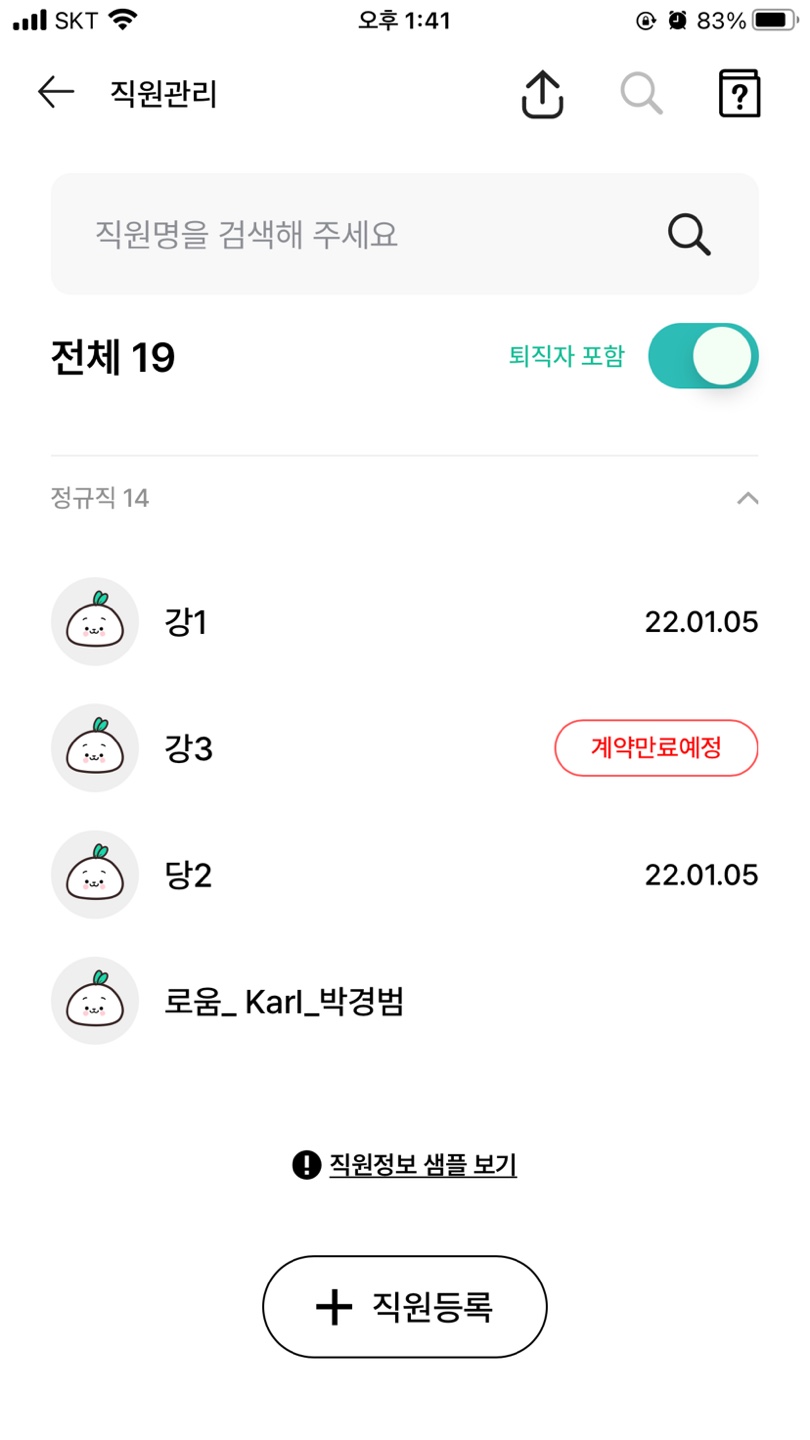 SKT 오후 1:41 83%
직원관리
직원명을 검색해 주세요
전체 19 퇴직자 포함
정규직 14
강1 22.01.05
강3 계약만료예정
당2 22.01.05
로움_ Karl_박경범
직원정보 샘플 보기
직원등록